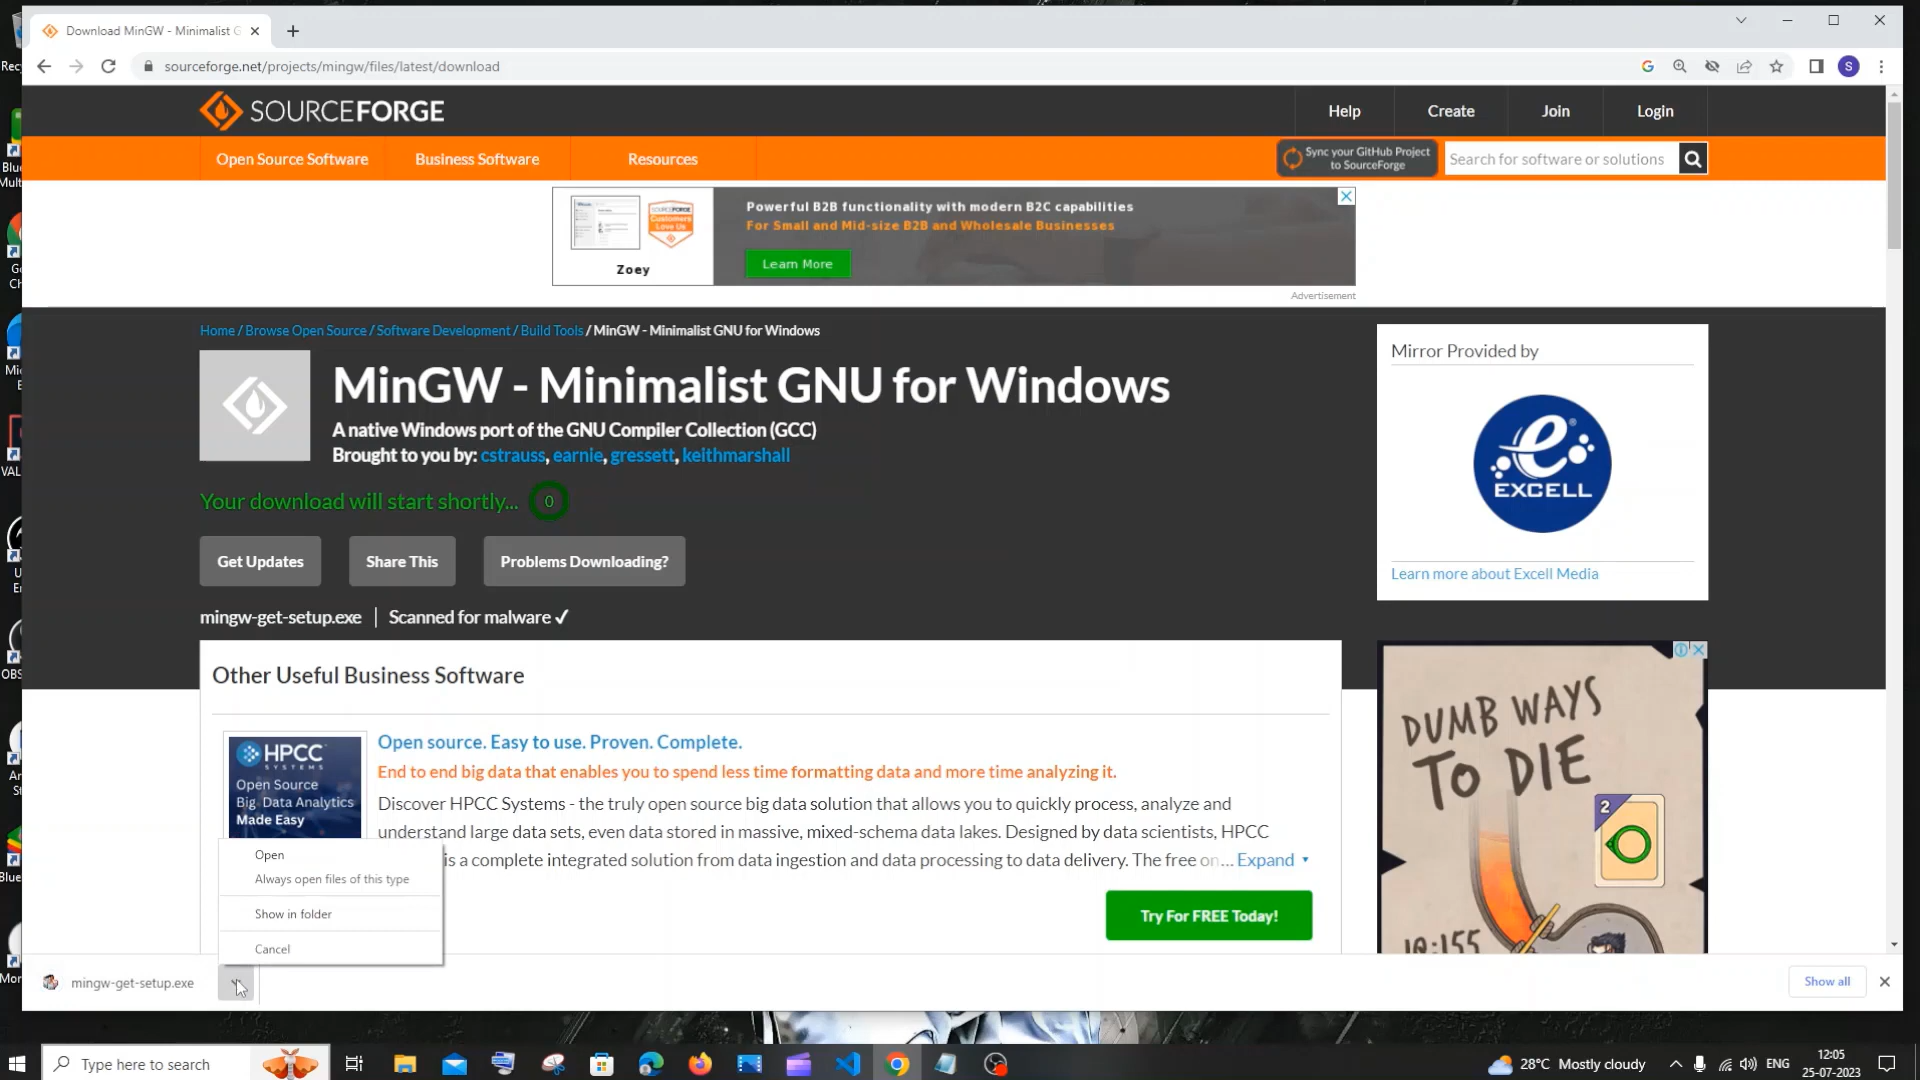 Download MinGW - Minimalist G
sourceforge.net/projects/mingw/files/latest/download
S
SOURCEFORGE
Help
Create
Join
Login
Open Source Software
Business Software
Resources
Sync your GitHub Project
to SourceForge
Search for software or solutions
Powerful B2B functionality with modern B2C capabilities
For Small and Mid-size B2B and Wholesale Businesses
Learn More
Zoey
Advertisement
Home / Browse Open Source / Software Development / Build Tools / MinGW - Minimalist GNU for Windows
MinGW - Minimalist GNU for Windows
A native Windows port of the GNU Compiler Collection (GCC)
Brought to you by: cstrauss, earnie, gressett, keithmarshall
Your download will start shortly... 0
Get Updates
Share This
Problems Downloading?
mingw-get-setup.exe | Scanned for malware ✓
Mirror Provided by
e
EXCELL
Learn more about Excell Media
Other Useful Business Software
HPCC
SYSTEMS
Open Source
Big Data Analytics
Made Easy
Open source. Easy to use. Proven. Complete.
End to end big data that enables you to spend less time formatting data and more time analyzing it.
Discover HPCC Systems - the truly open source big data solution that allows you to quickly process, analyze and
understand large data sets, even data stored in massive, mixed-schema data lakes. Designed by data scientists, HPCC
is a complete integrated solution from data ingestion and data processing to data delivery. The free on... Expand
Try For FREE Today!
DUMB WAYS
TO DIE
2
10:155
Open
Always open files of this type
Show in folder
Cancel
mingw-get-setup.exe
Show all
Type here to search
28°C Mostly cloudy
ENG
12:05
25-07-2023